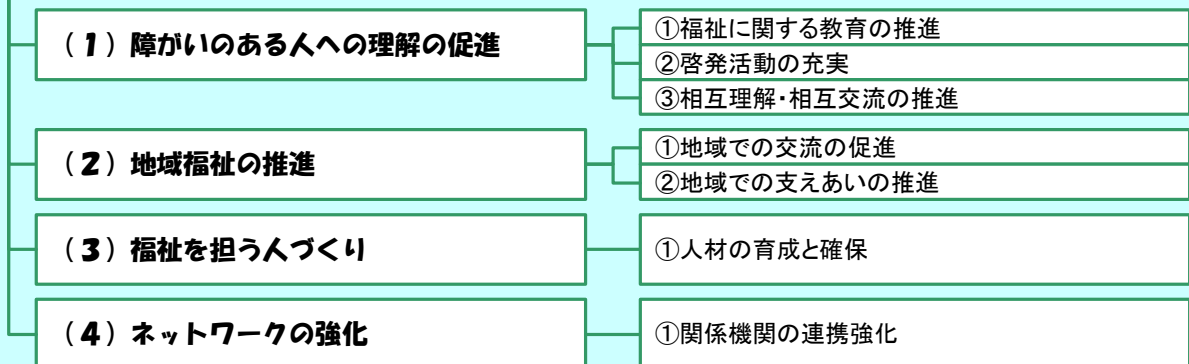 （1）障がいのある人への理解の促進
①福祉に関する教育の推進
②啓発活動の充実
③相互理解・相互交流の推進
（2）地域福祉の推進
①地域での交流の促進
②地域での支えあいの推進
（3）福祉を担う人づくり
①人材の育成と確保
（4）ネットワークの強化
①関係機関の連携強化